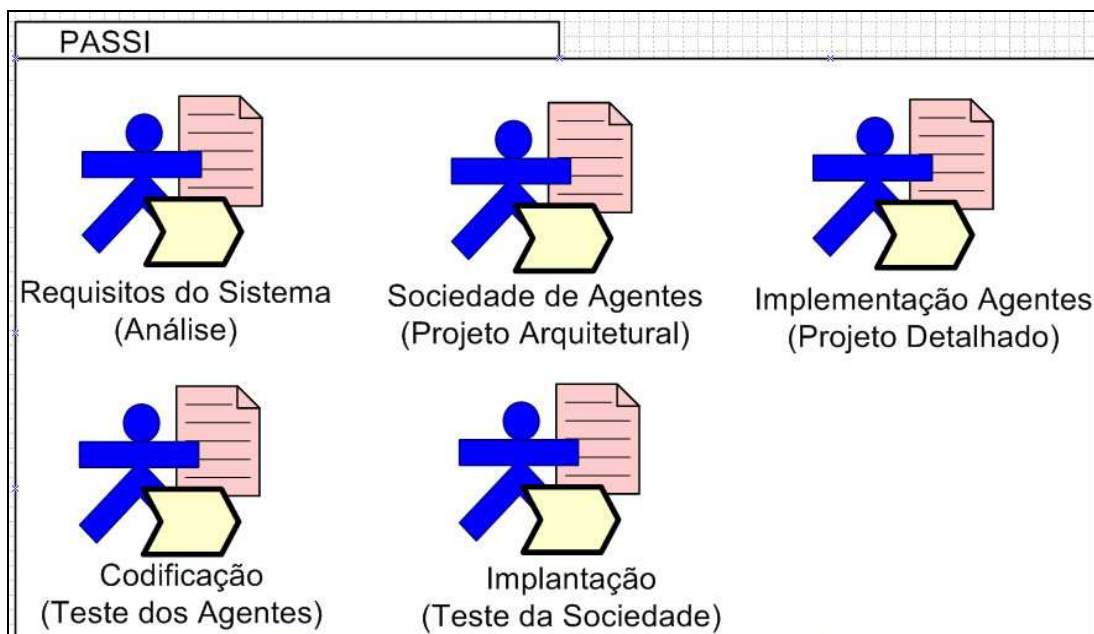 PASSI
Requisitos do Sistema
(Análise)
Sociedade de Agentes
(Projeto Arquitetural)
Implementação Agentes
(Projeto Detalhado)
Codificação
(Teste dos Agentes)
Implantação
(Teste da Sociedade)